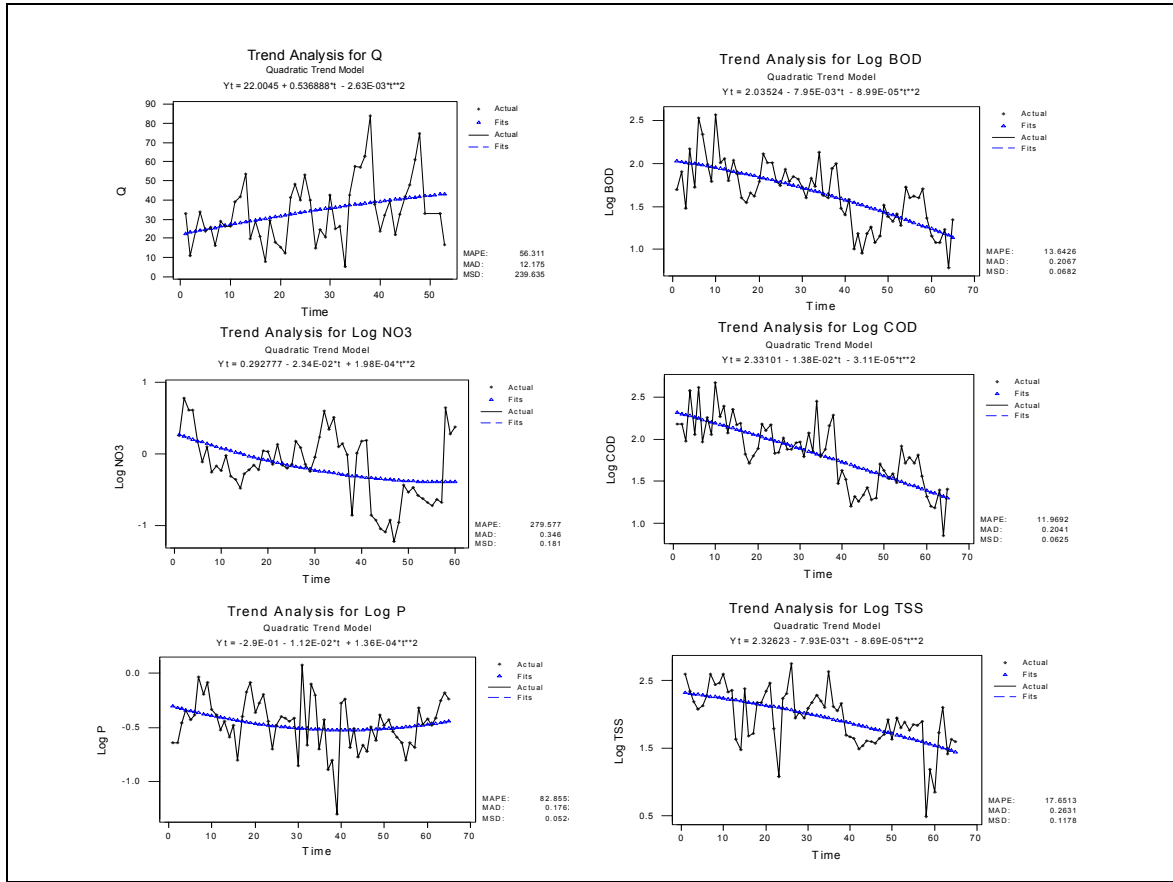 Trend Analysis for Q
Quadratic Trend Model
Yt = 22.0045 + 0.536888*t - 2.63E-03*t**2
Actual
Fits
Actual
Fits
90
80
70
60
50
40
30
20
10
0
Q
0 10 20 30 40 50
Time
MAPE: 56.311
MAD: 12.175
MSD: 239.635
Trend Analysis for Log BOD
Quadratic Trend Model
Yt = 2.03524 - 7.95E-03*t - 8.99E-05*t**2
Actual
Fits
Actual
Fits
2.5
2.0
1.5
1.0
Log BOD
0 10 20 30 40 50 60 70
Time
MAPE: 13.6426
MAD: 0.2067
MSD: 0.0682
Trend Analysis for Log NO3
Quadratic Trend Model
Yt = 0.292777 - 2.34E-02*t + 1.98E-04*t**2
Actual
Fits
Actual
Fits
1
0
-1
Log NO3
0 10 20 30 40 50 60
Time
MAPE: 279.577
MAD: 0.346
MSD: 0.181
Trend Analysis for Log COD
Quadratic Trend Model
Yt = 2.33101 - 1.38E-02*t - 3.11E-05*t**2
Actual
Fits
Actual
Fits
2.5
2.0
1.5
1.0
Log COD
0 10 20 30 40 50 60 70
Time
MAPE: 11.9692
MAD: 0.2041
MSD: 0.0625
Trend Analysis for Log P
Quadratic Trend Model
Yt = -2.9E-01 - 1.12E-02*t + 1.36E-04*t**2
Actual
Fits
Actual
Fits
0.0
-0.5
-1.0
Log P
0 10 20 30 40 50 60 70
Time
MAPE: 82.855
MAD: 0.176
MSD: 0.052
Trend Analysis for Log TSS
Quadratic Trend Model
Yt = 2.32623 - 7.93E-03*t - 8.69E-05*t**2
Actual
Fits
Actual
Fits
2.5
1.5
0.5
Log TSS
0 10 20 30 40 50 60 70
Time
MAPE: 17.6513
MAD: 0.2631
MSD: 0.1178